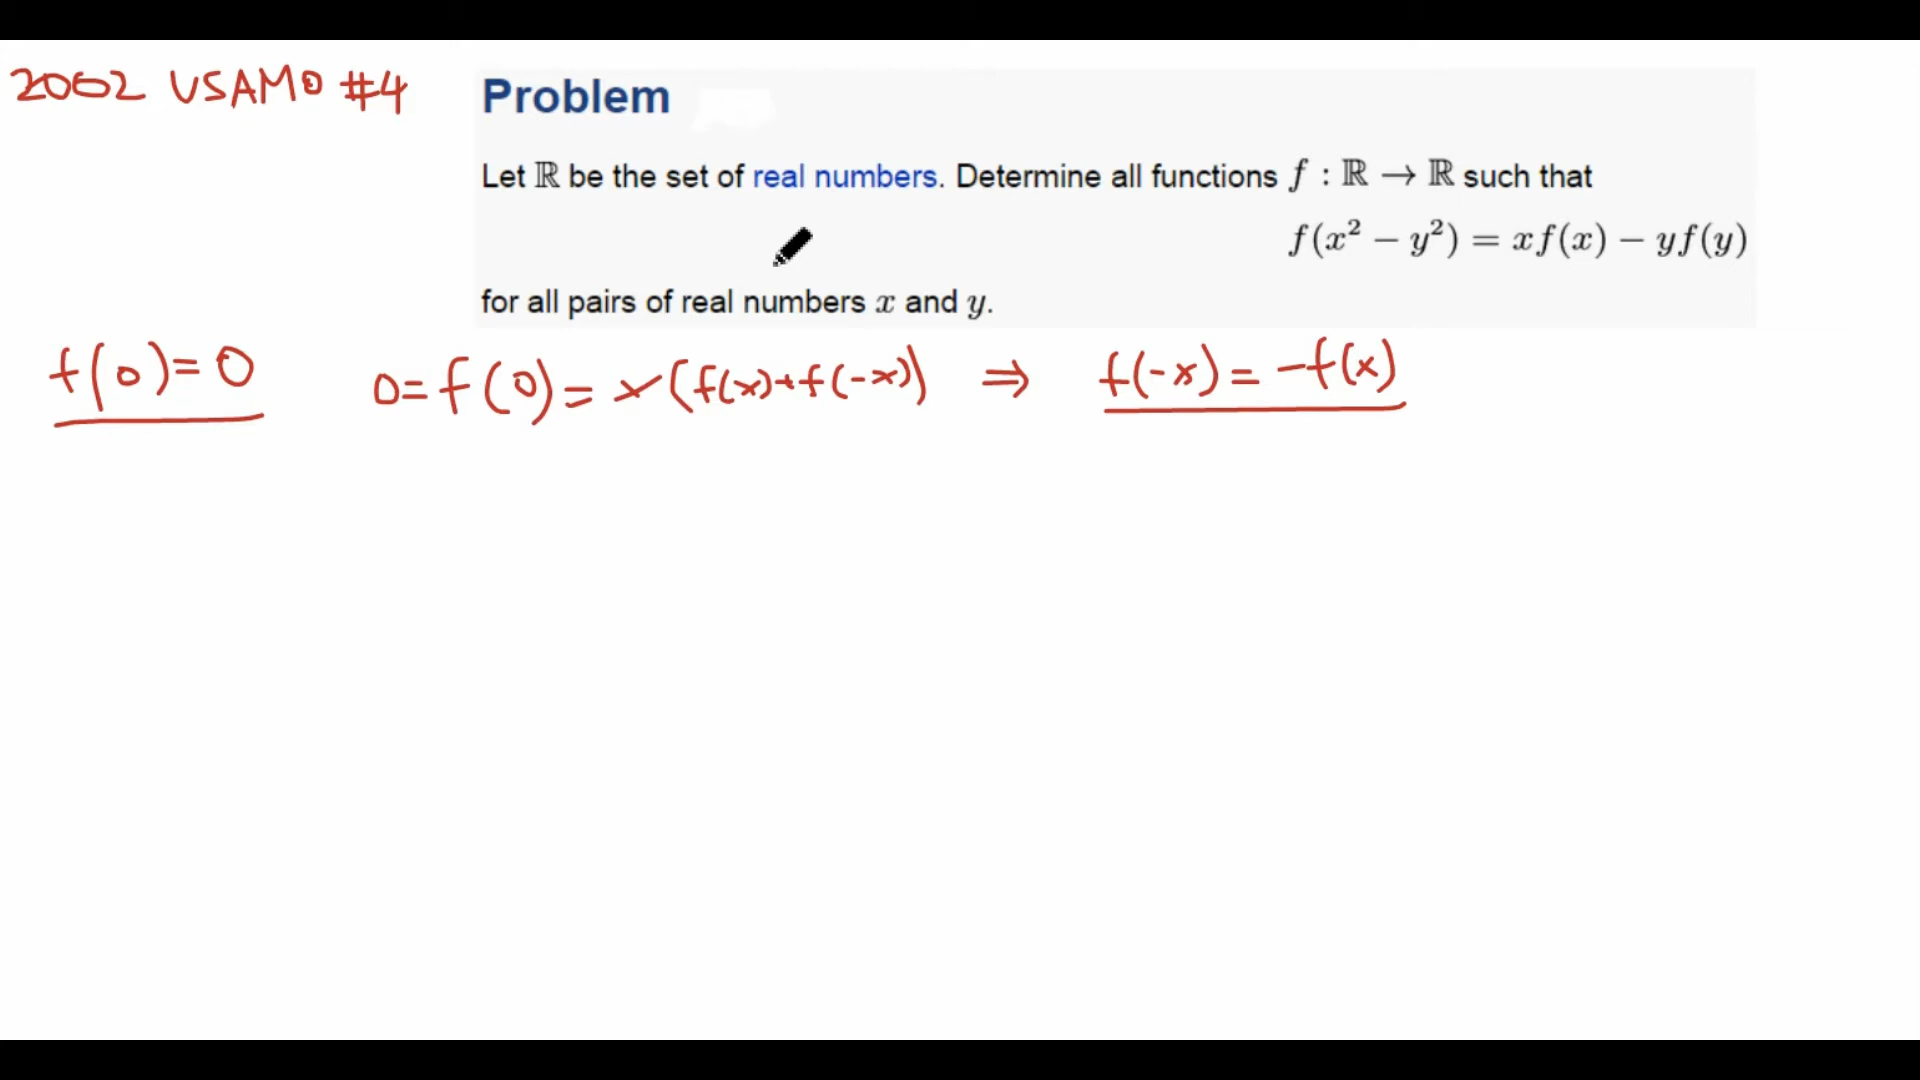 2002 USAMO #4
Problem
Let ℝ be the set of real numbers. Determine all functions f : ℝ → ℝ such that
f(x² − y²) = xf(x) − yf(y)
for all pairs of real numbers x and y.
f(0)=0
0=f(0)=x(f(x)+f(-x)) ⇒ f(-x)=-f(x)